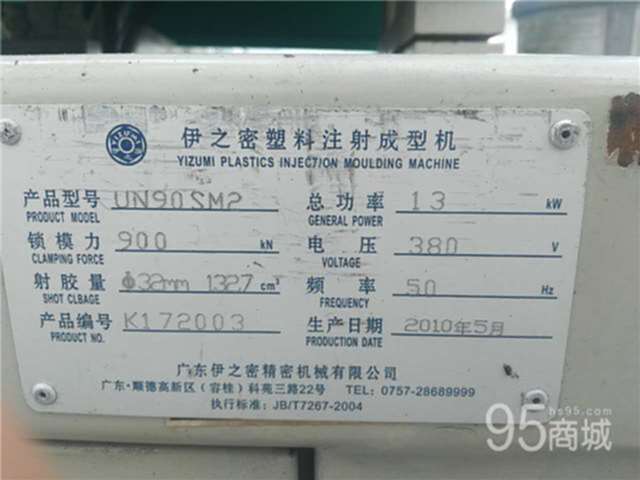 YIZUMI
伊之密塑料注射成型机
YIZUMI PLASTICS INJECTION MOULDING MACHINE
产品型号 UN90SM2 总功率 13 kW
PRODUCT MODEL GENERAL POWER
锁模力 900 kN 电压 380 V
CLAMPING FORCE VOLTAGE
射胶量 Φ32mm 132.7 cm³ 频率 50 Hz
SHOT CLBAGE FREQUENCY
产品编号 K172003 生产日期 2010年5月
PRODUCT NO. PRODUCTION DATE
广东伊之密精密机械有限公司
广东·顺德高新区（容桂）科苑三路22号 TEL: 0757-28689999
执行标准: JB/T7267-2004
hs95.com
95商城